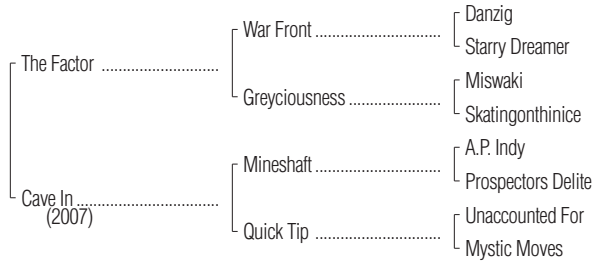 Danzig
War Front
Starry Dreamer
The Factor
Miswaki
Greyciousness
Skatingonthinice
A.P. Indy
Mineshaft
Prospectors Delite
Cave In
(2007)
Unaccounted For
Quick Tip
Mystic Moves